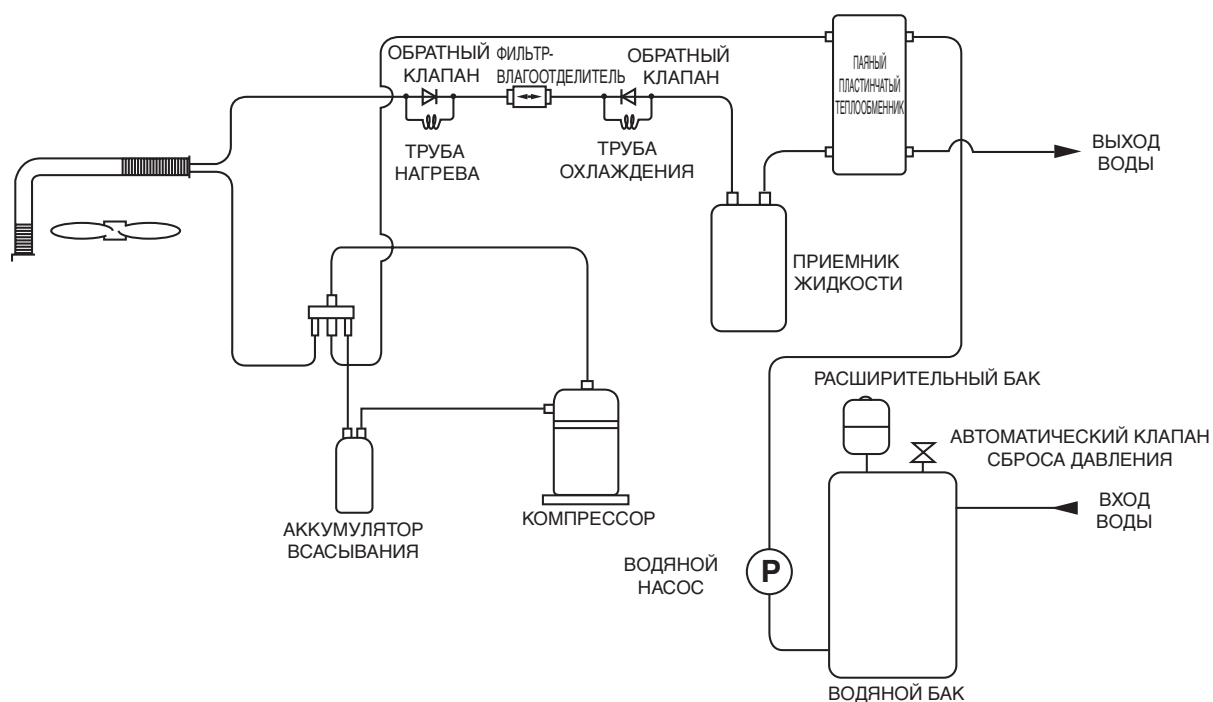 ОБРАТНЫЙ
КЛАПАН
ФИЛЬТР-
ВЛАГООТДЕЛИТЕЛЬ
ОБРАТНЫЙ
КЛАПАН
ПАЯНЫЙ
ПЛАСТИНЧАТЫЙ
ТЕПЛООБМЕННИК
ТРУБА
НАГРЕВА
ТРУБА
ОХЛАЖДЕНИЯ
ВЫХОД
ВОДЫ
ПРИЕМНИК
ЖИДКОСТИ
РАСШИРИТЕЛЬНЫЙ БАК
АВТОМАТИЧЕСКИЙ КЛАПАН
СБРОСА ДАВЛЕНИЯ
ВХОД
ВОДЫ
КОМПРЕССОР
АККУМУЛЯТОР
ВСАСЫВАНИЯ
ВОДЯНОЙ
НАСОС
P
ВОДЯНОЙ БАК